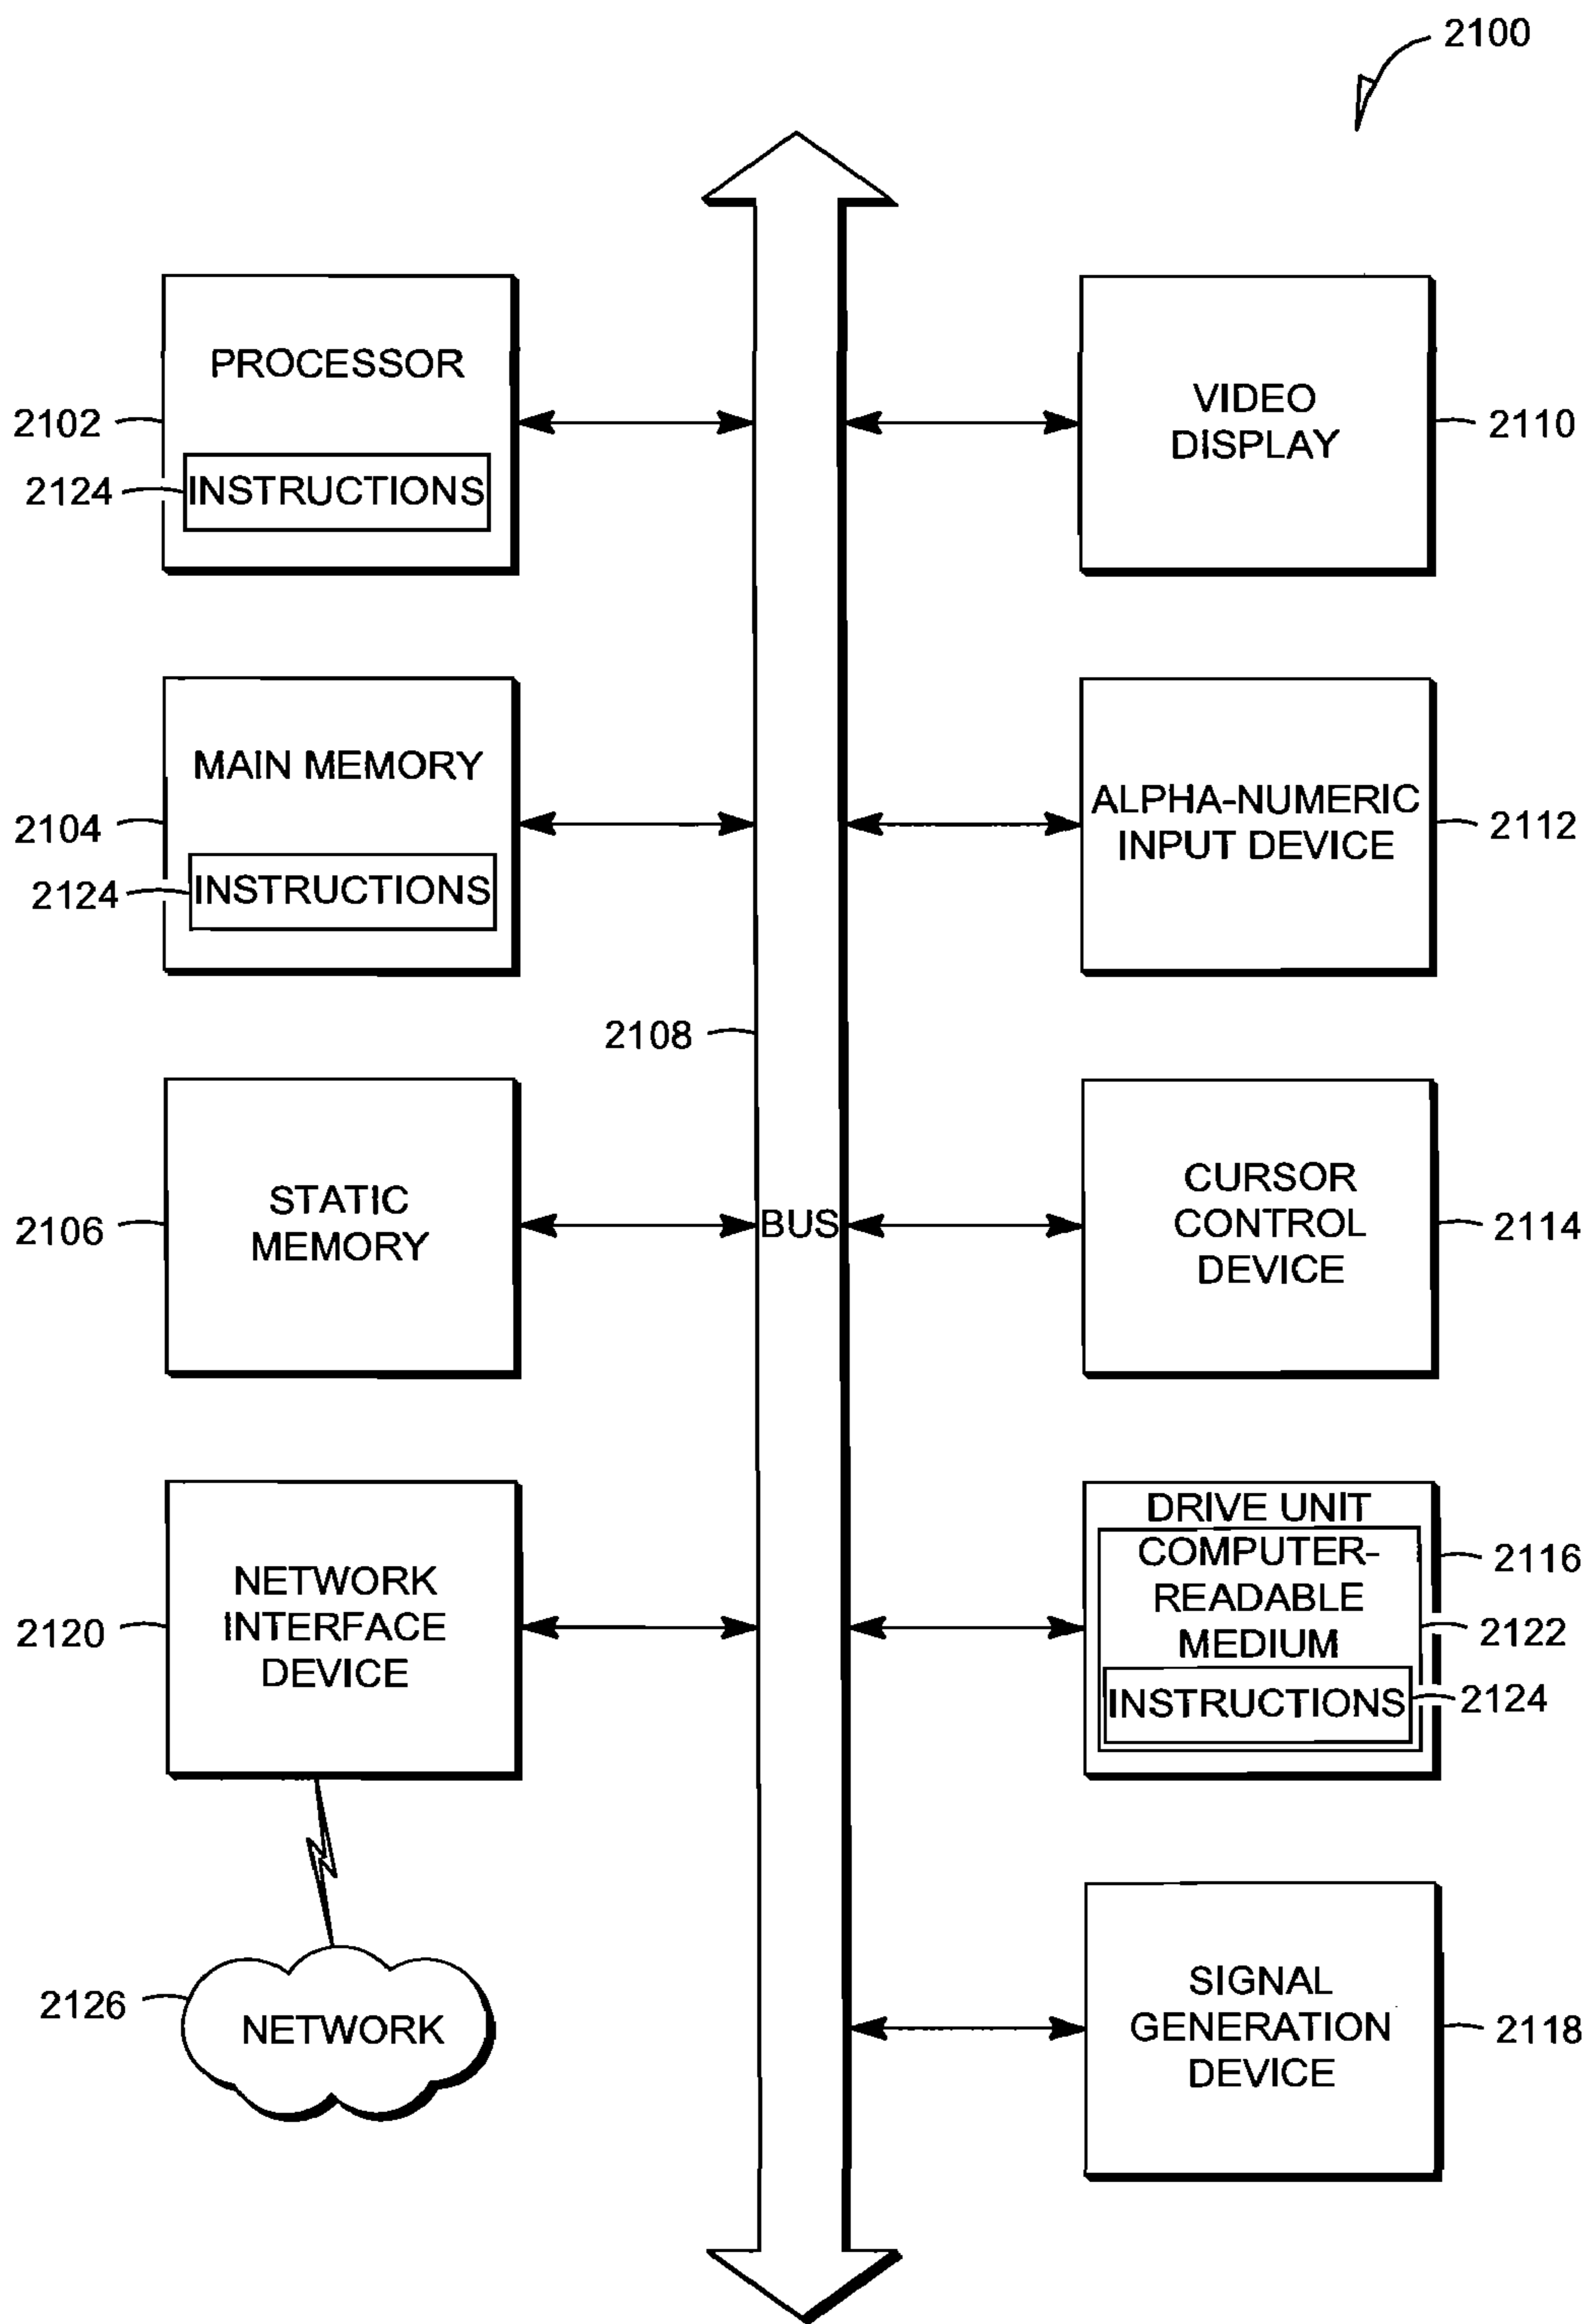 2100
PROCESSOR
2102
2124
INSTRUCTIONS
VIDEO
DISPLAY
2110
MAIN MEMORY
2104
2124
INSTRUCTIONS
ALPHA-NUMERIC
INPUT DEVICE
2112
2108
STATIC
MEMORY
2106
BUS
CURSOR
CONTROL
DEVICE
2114
NETWORK
INTERFACE
DEVICE
2120
DRIVE UNIT
COMPUTER-
READABLE
MEDIUM
2116
2122
INSTRUCTIONS
2124
2126
NETWORK
SIGNAL
GENERATION
DEVICE
2118